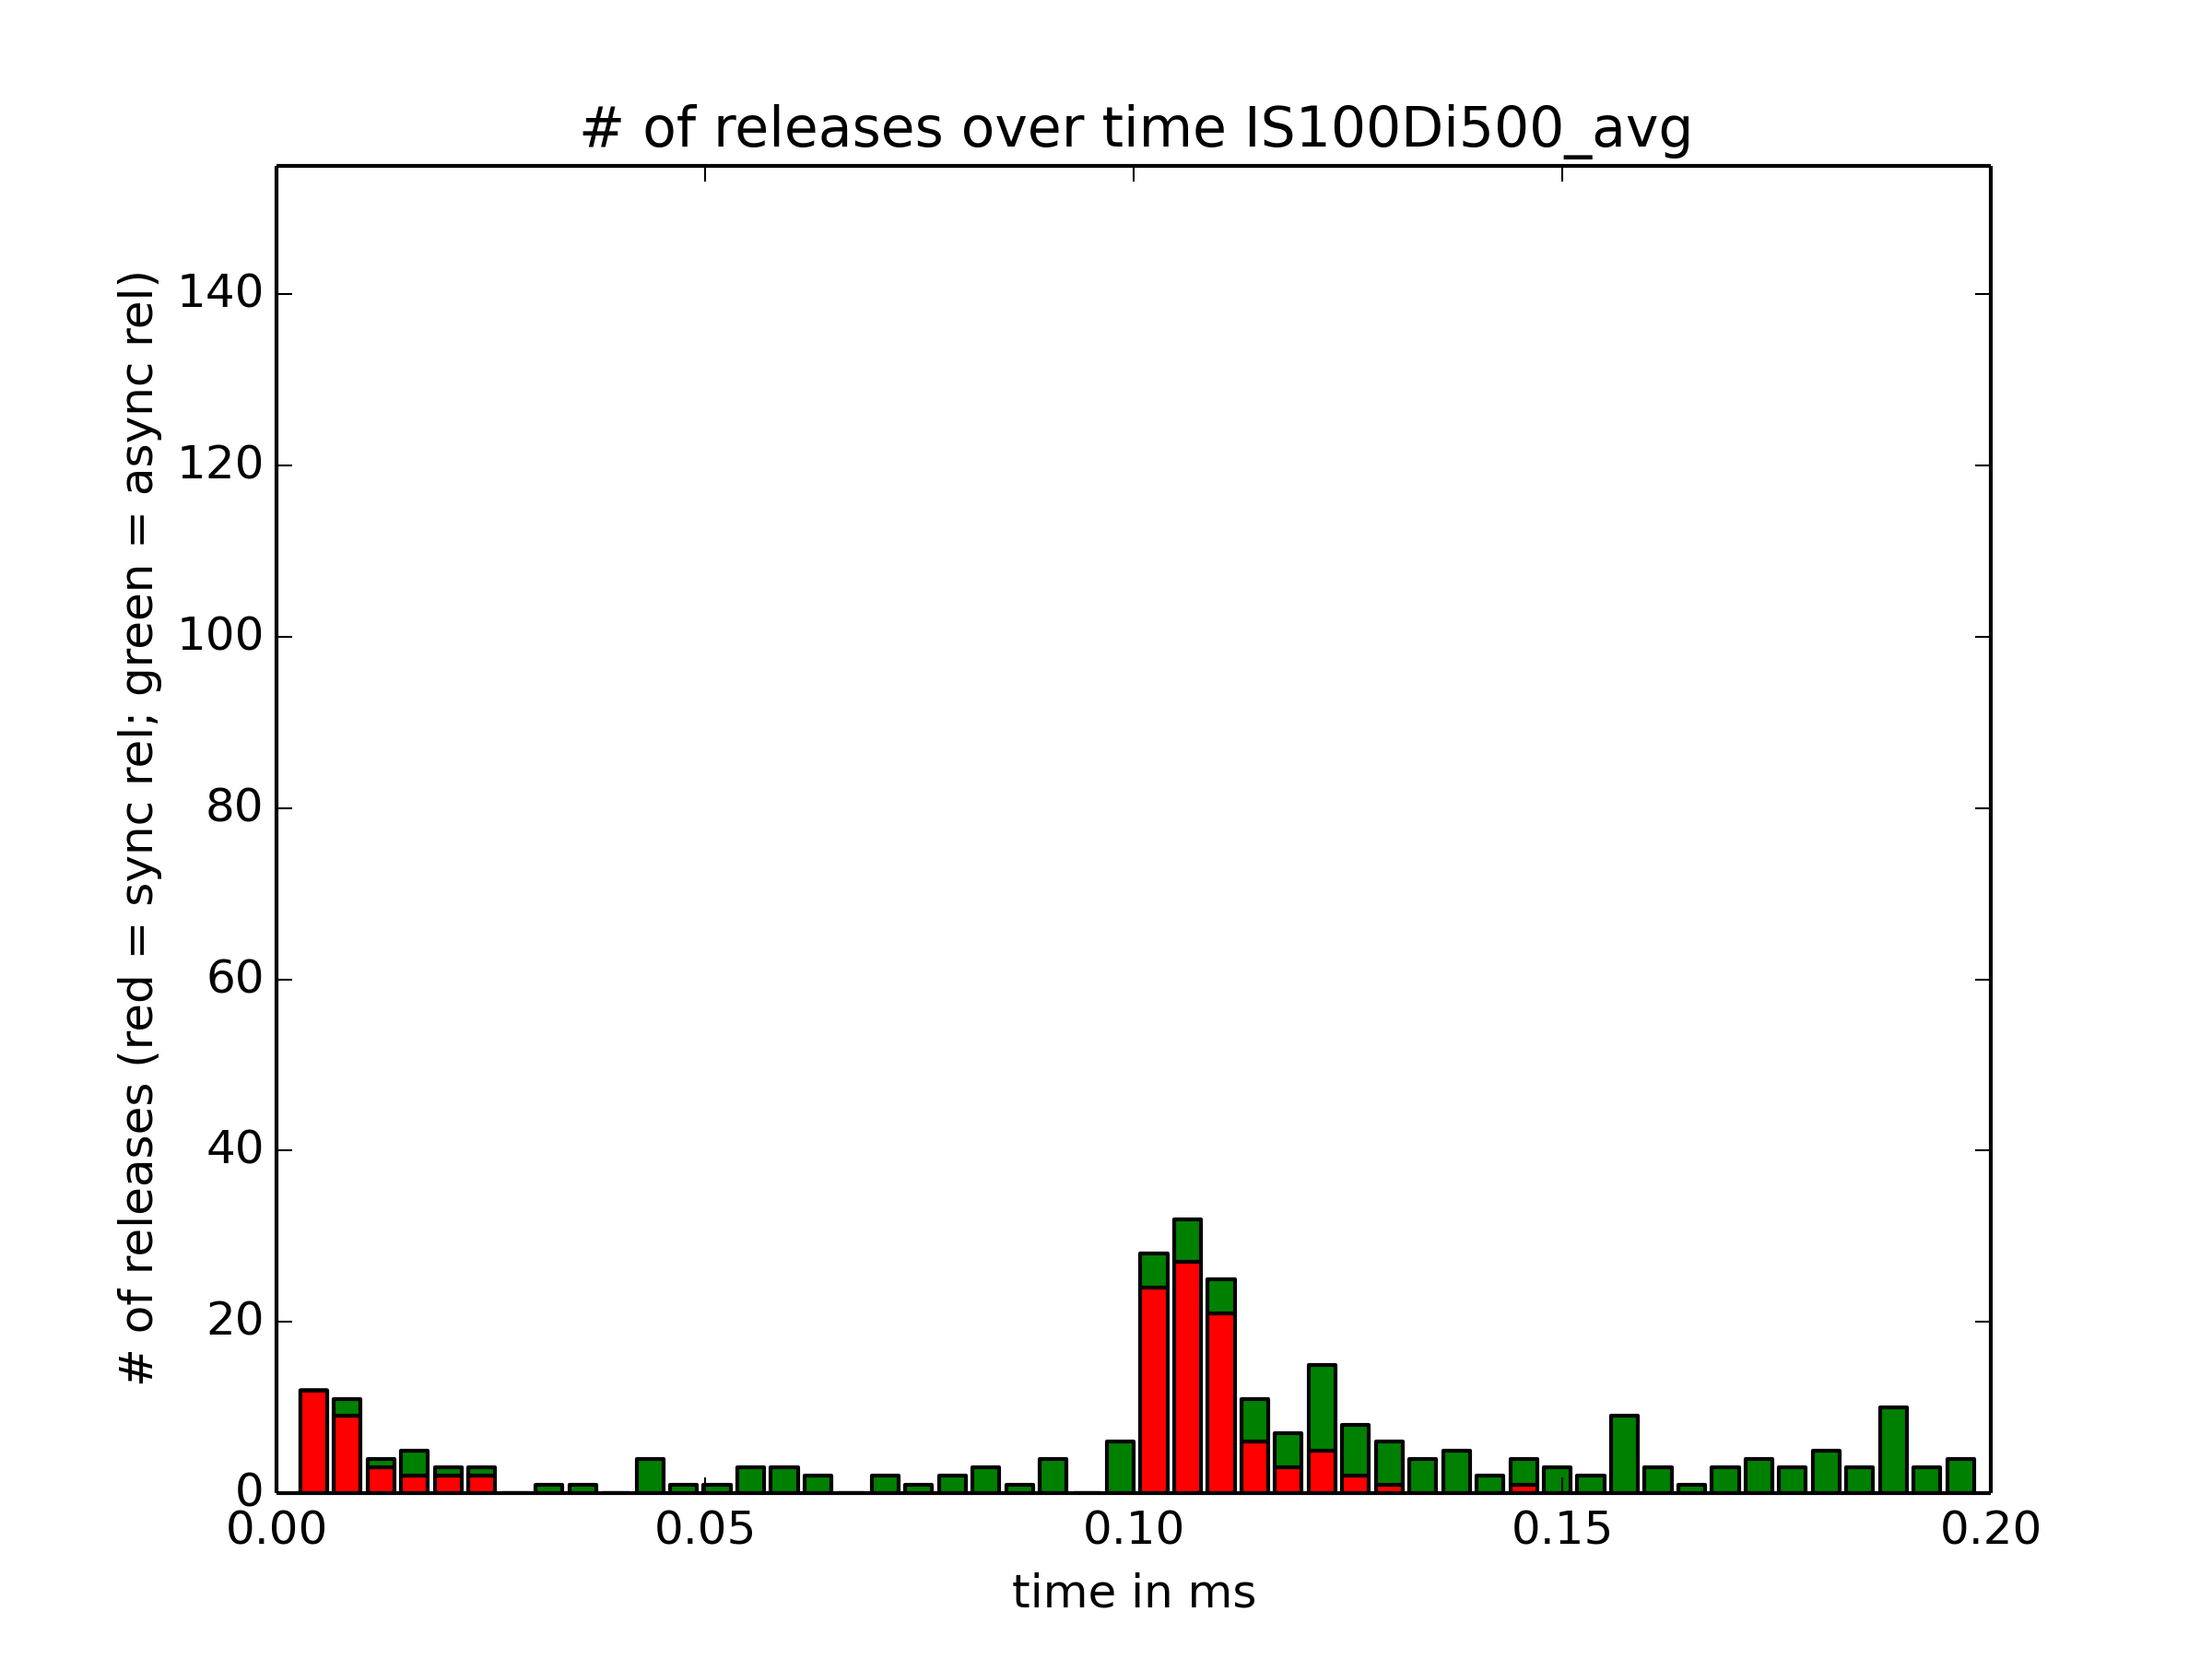 # of releases over time IS100Di500_avg
# of releases (red = sync rel; green = async rel)
140
120
100
80
60
40
20
0
0.00 0.05 0.10 0.15 0.20
time in ms